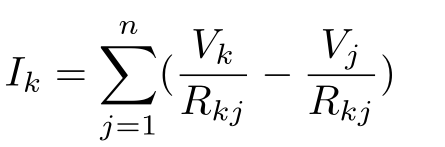 I_k = \sum_{j=1}^{n} ( \frac{V_k}{R_{kj}} - \frac{V_j}{R_{kj}} )